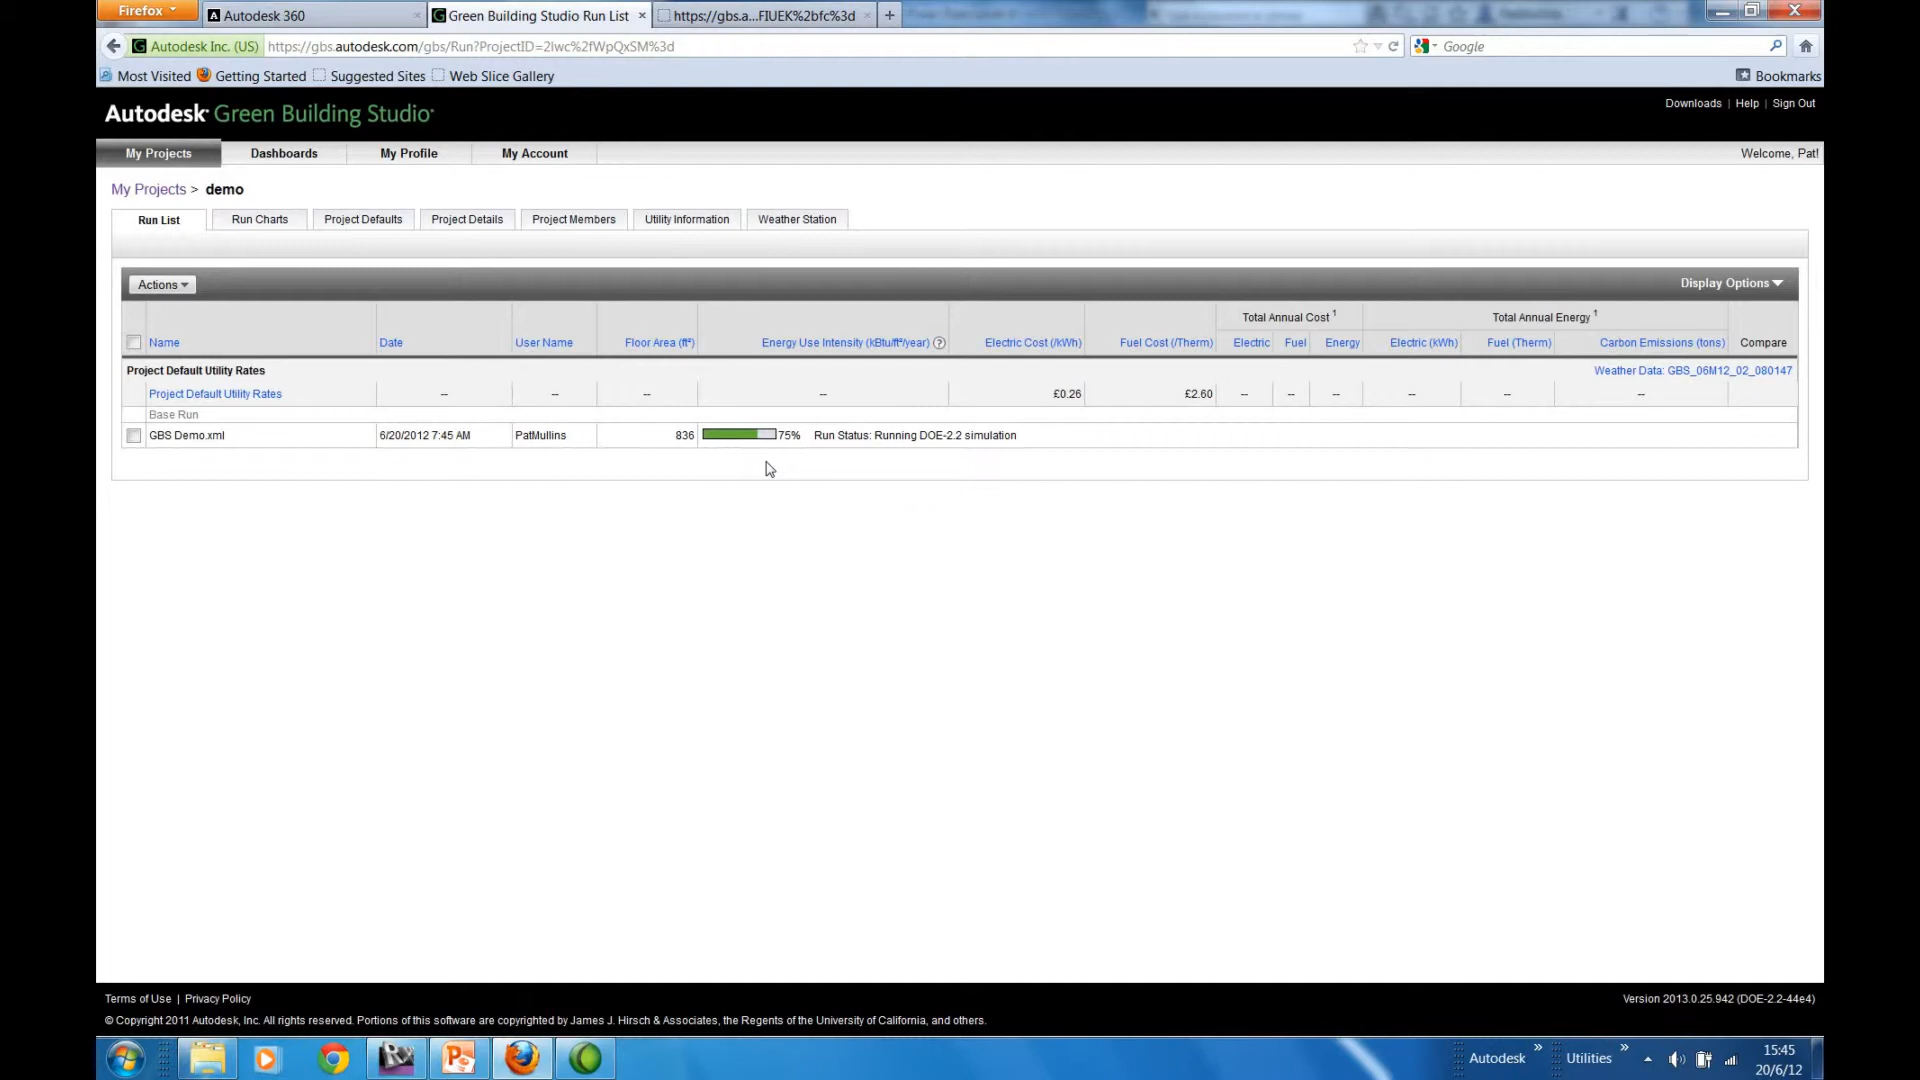 Firefox
Autodesk 360
Green Building Studio Run List
https://gbs.a...FIUEK%2bfc%3d
Autodesk Inc. (US)
https://gbs.autodesk.com/gbs/Run?ProjectID=2lwc%2fWpQxSM%3d
Google
Most Visited
Getting Started
Suggested Sites
Web Slice Gallery
Bookmarks
Autodesk Green Building Studio
Downloads | Help | Sign Out
My Projects
Dashboards
My Profile
My Account
Welcome, Pat!
My Projects > demo
Run List
Run Charts
Project Defaults
Project Details
Project Members
Utility Information
Weather Station
Actions
Display Options
Total Annual Cost 1
Total Annual Energy 1
Name
Date
User Name
Floor Area (ft²)
Energy Use Intensity (kBtu/ft²/year) ?
Electric Cost (/kWh)
Fuel Cost (/Therm)
Electric
Fuel
Energy
Electric (kWh)
Fuel (Therm)
Carbon Emissions (tons)
Compare
Project Default Utility Rates
Weather Data: GBS_06M12_02_080147
Project Default Utility Rates -- -- -- -- £0.26 £2.60 -- -- -- -- -- --
Base Run
GBS Demo.xml 6/20/2012 7:45 AM PatMullins 836 75% Run Status: Running DOE-2.2 simulation
Terms of Use | Privacy Policy
Version 2013.0.25.942 (DOE-2.2-44e4)
© Copyright 2011 Autodesk, Inc. All rights reserved. Portions of this software are copyrighted by James J. Hirsch & Associates, the Regents of the University of California, and others.
Autodesk
Utilities
15:45
20/6/12